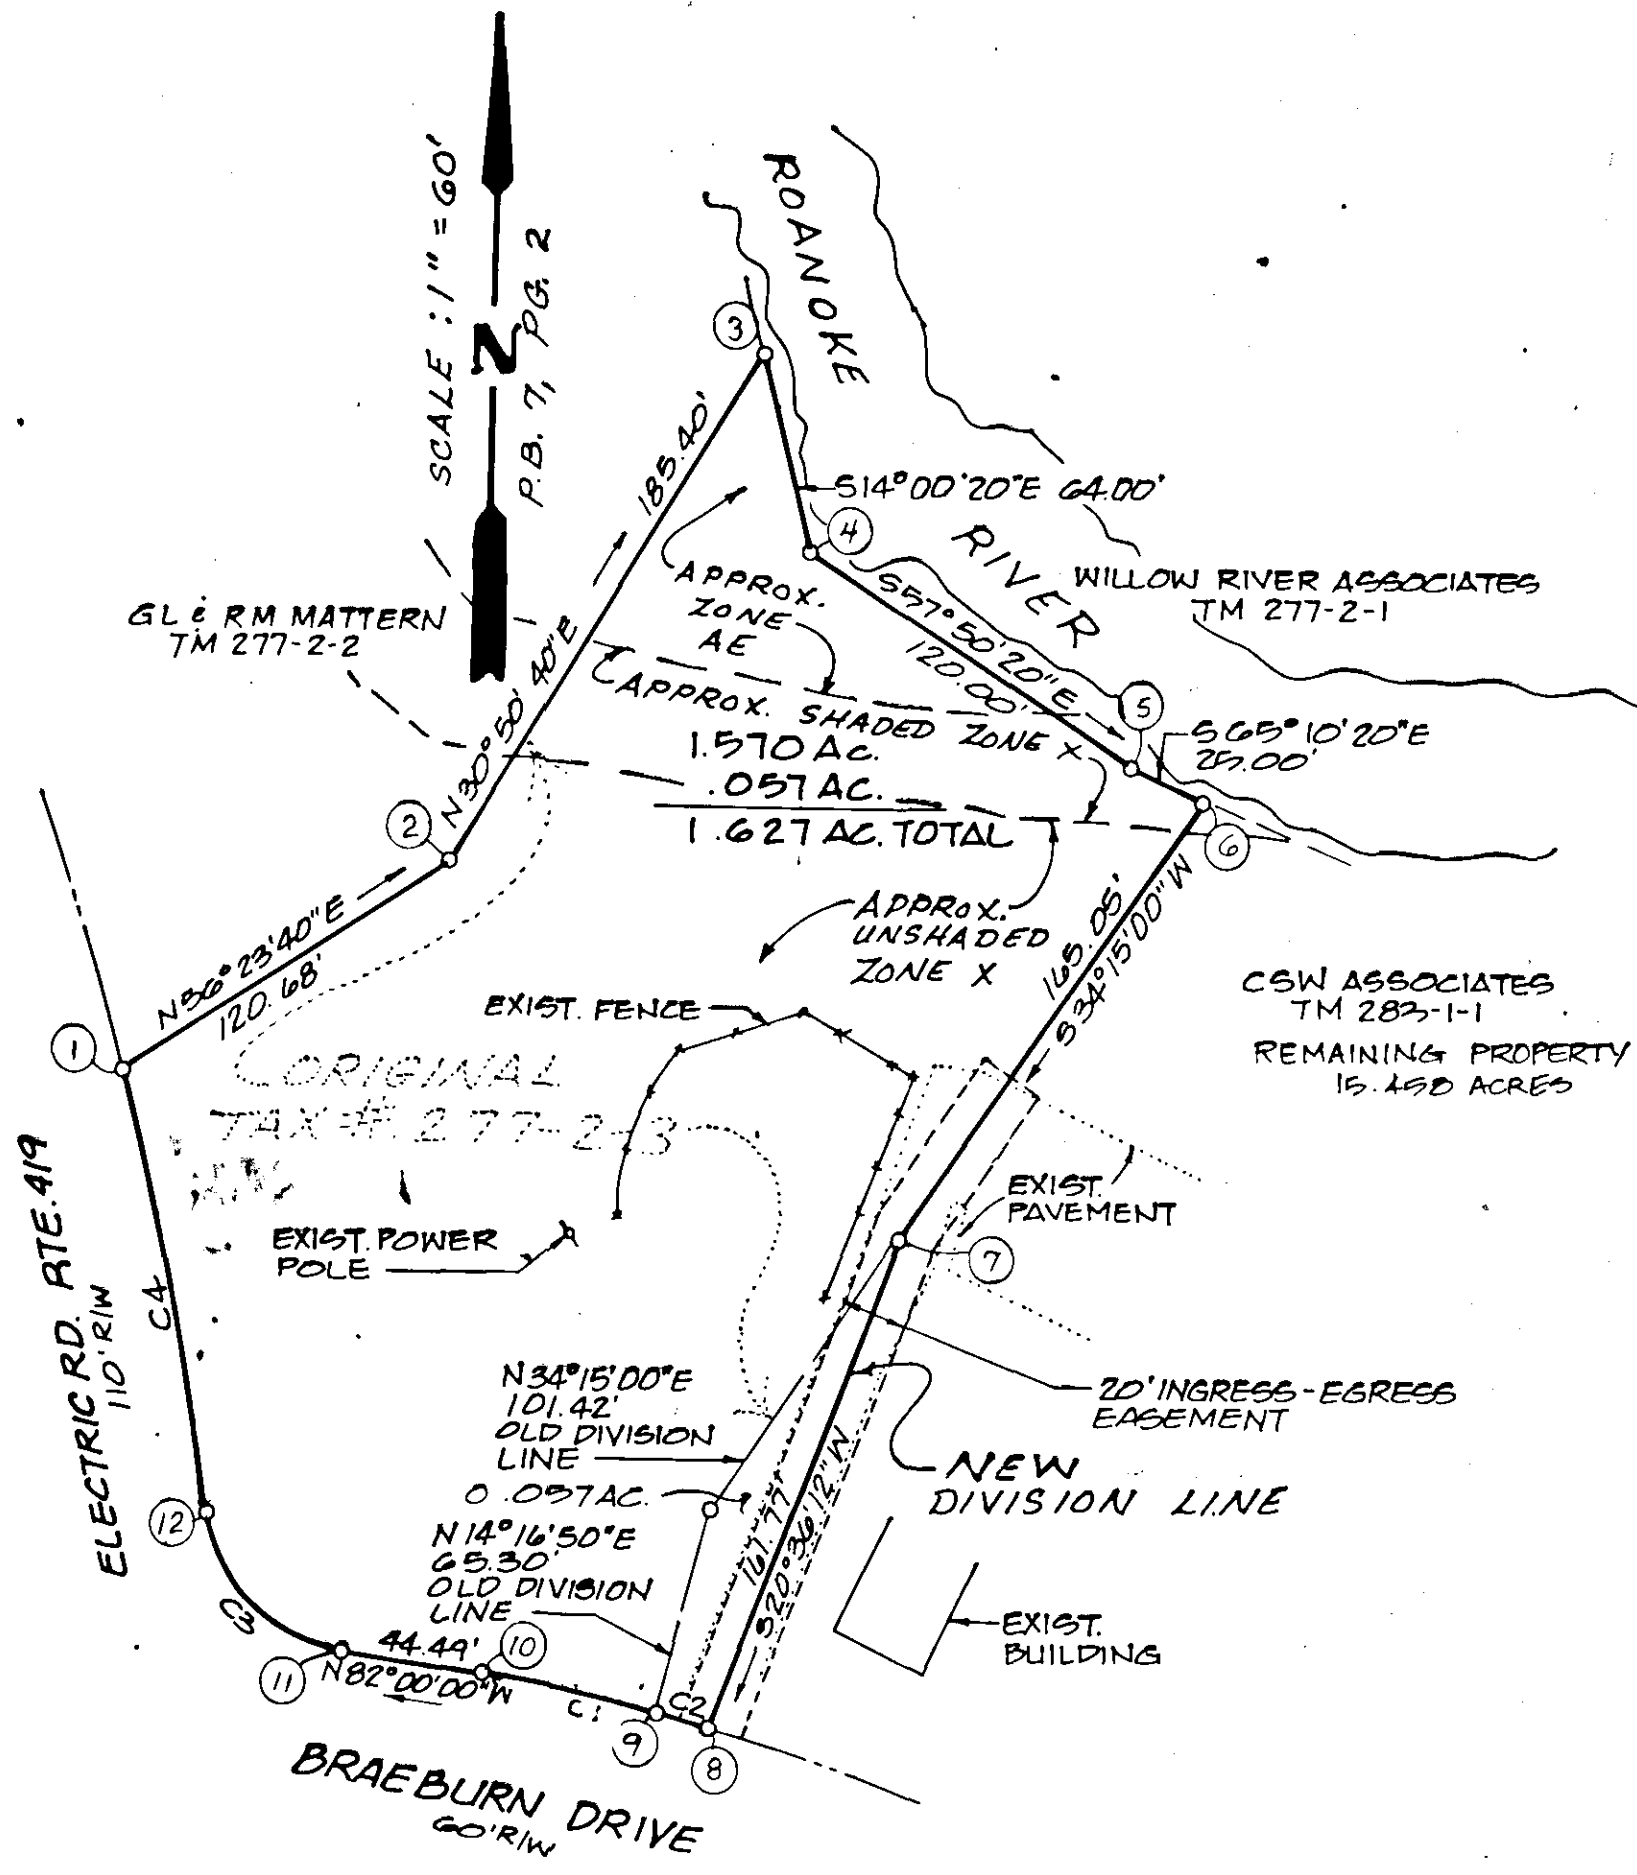 SCALE : 1" = 60'
N
P.B. 7, PG. 2
ROANOKE
RIVER
3
185.40'
N30°50'40"E
S14°00'20"E 64.00'
4
WILLOW RIVER ASSOCIATES
TM 277-2-1
GL & RM MATTERN
TM 277-2-2
APPROX.
ZONE
AE
S57°50'20"E
120.00'
5
S65°10'20"E
25.00'
APPROX. SHADED ZONE X
1.570 AC.
.057 AC.
1.627 AC. TOTAL
2
6
N56°23'40"E
120.68'
1
APPROX.
UNSHADED
ZONE X
165.05'
S34°15'00"W
CSW ASSOCIATES
TM 283-1-1
REMAINING PROPERTY
15.458 ACRES
EXIST. FENCE
ORIGINAL
TAX #. 277-2-3
EXIST. POWER
POLE
EXIST.
PAVEMENT
7
ELECTRIC RD. RTE. 419
110' R/W
C4
N34°15'00"E
101.42'
OLD DIVISION
LINE
0.057 AC.
N14°16'50"E
65.30'
OLD DIVISION
LINE
20' INGRESS-EGRESS
EASEMENT
NEW
DIVISION LINE
167.77'
S20°36'12"W
EXIST.
BUILDING
12
C3
11
44.49'
N82°00'00"W
10
C1
9
C2
8
BRAEBURN DRIVE
60' R/W